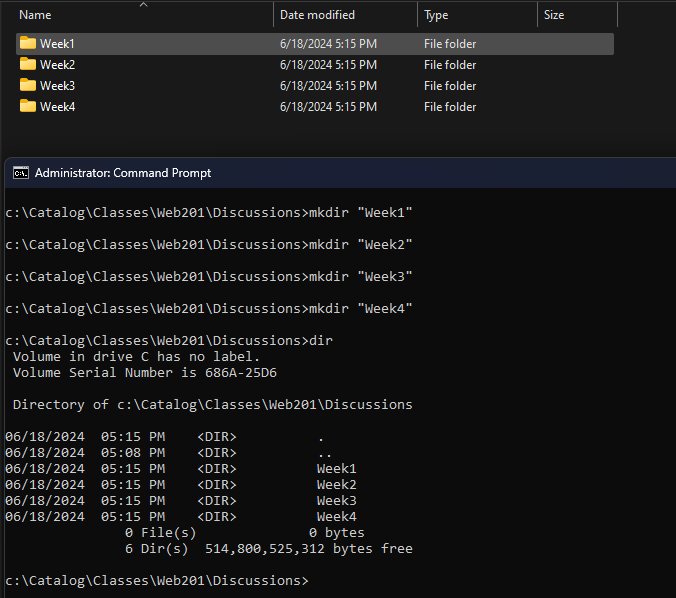 Name Date modified Type Size
Week1 6/18/2024 5:15 PM File folder
Week2 6/18/2024 5:15 PM File folder
Week3 6/18/2024 5:15 PM File folder
Week4 6/18/2024 5:15 PM File folder
C:\. Administrator: Command Prompt
c:\Catalog\Classes\Web201\Discussions>mkdir "Week1"
c:\Catalog\Classes\Web201\Discussions>mkdir "Week2"
c:\Catalog\Classes\Web201\Discussions>mkdir "Week3"
c:\Catalog\Classes\Web201\Discussions>mkdir "Week4"
c:\Catalog\Classes\Web201\Discussions>dir
Volume in drive C has no label.
Volume Serial Number is 686A-25D6
Directory of c:\Catalog\Classes\Web201\Discussions
06/18/2024  05:15 PM    <DIR>          .
06/18/2024  05:08 PM    <DIR>          ..
06/18/2024  05:15 PM    <DIR>          Week1
06/18/2024  05:15 PM    <DIR>          Week2
06/18/2024  05:15 PM    <DIR>          Week3
06/18/2024  05:15 PM    <DIR>          Week4
0 File(s)              0 bytes
6 Dir(s)  514,800,525,312 bytes free
c:\Catalog\Classes\Web201\Discussions>